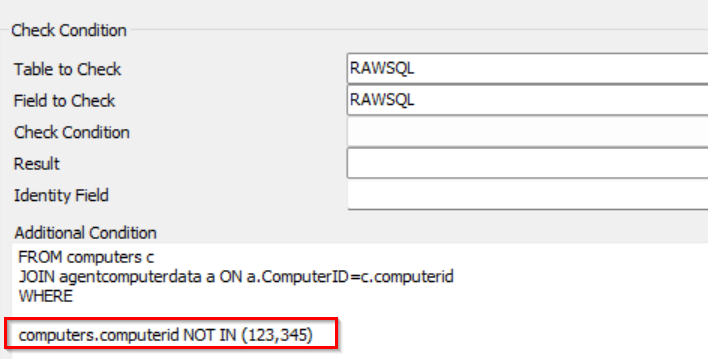 Check Condition
Table to Check
RAWSQL
Field to Check
RAWSQL
Check Condition
Result
Identity Field
Additional Condition
FROM computers c
JOIN agentcomputerdata a ON a.ComputerID=c.computerid
WHERE
computers.computerid NOT IN (123,345)